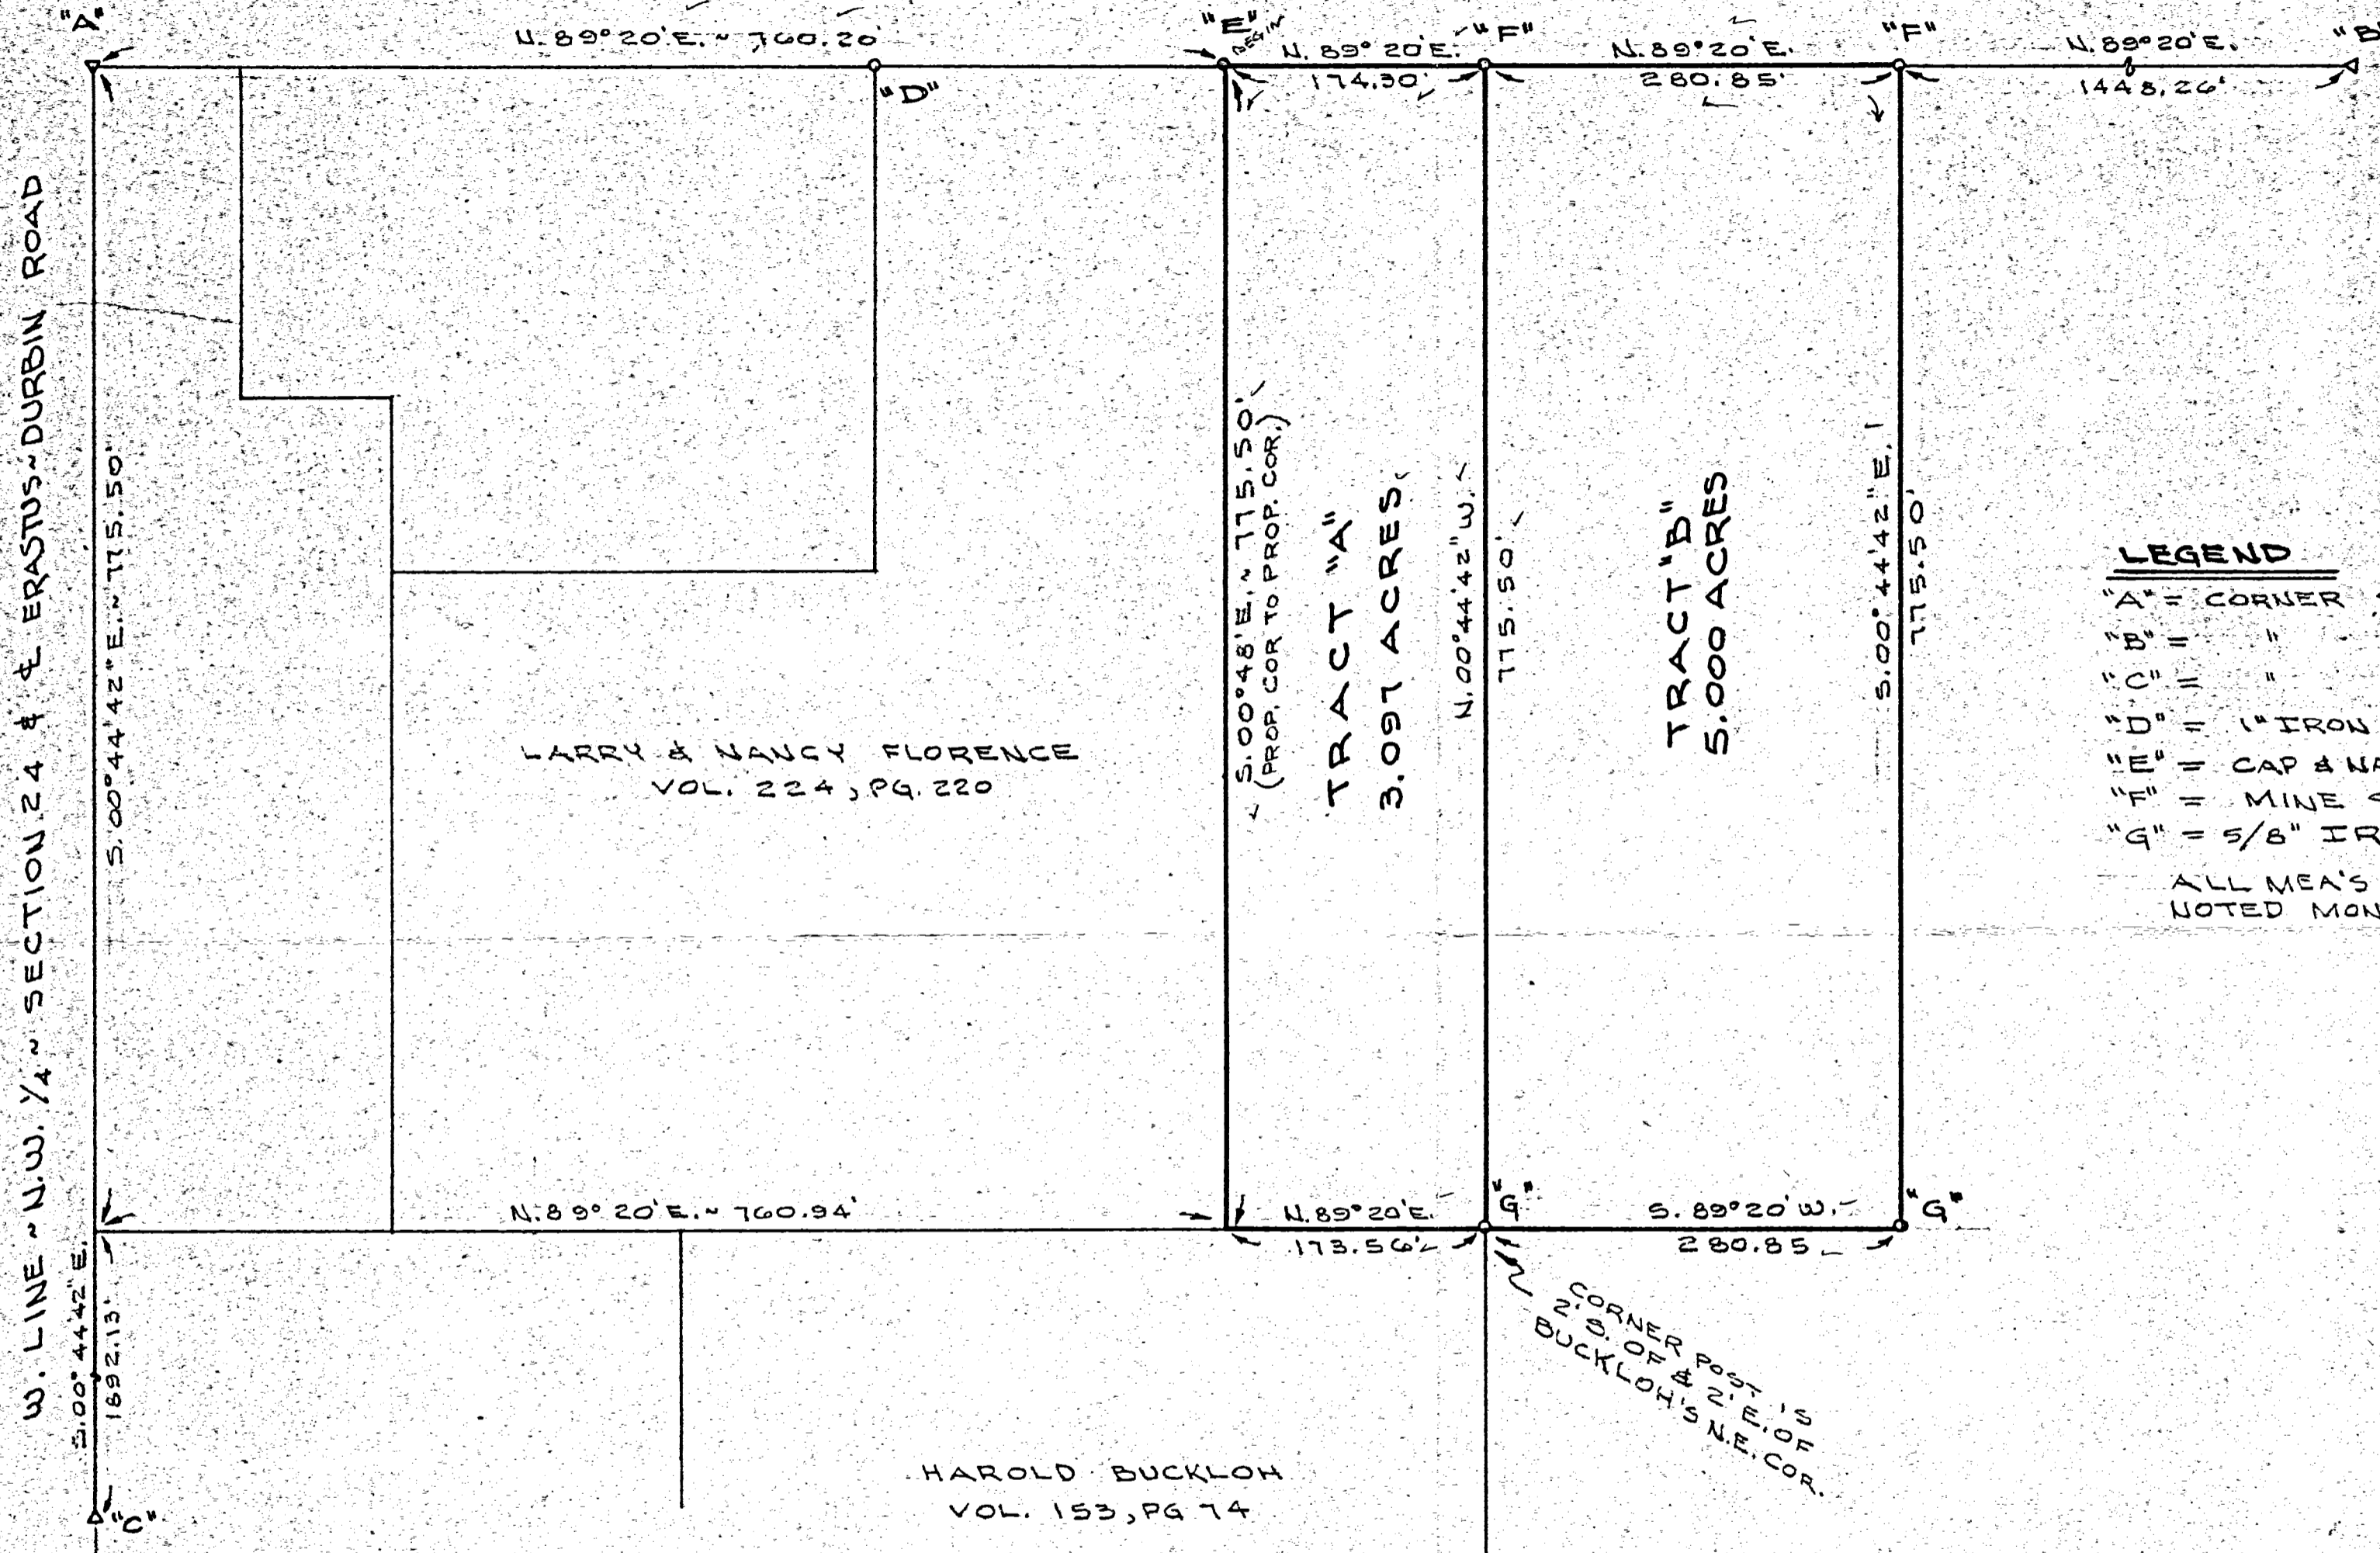 "A"
N. 89° 20' E. ~ 760.20'
"E"
BEGIN
N. 89° 20' E.
174.30'
"F"
N. 89° 20' E.
280.85'
"F"
N. 89° 20' E.
1448.26'
"B"
"D"
W. LINE ~ N.W. 1/4 ~ SECTION 24 & ℄ ERASTUS~DURBIN ROAD
S. 00° 44' 42" E. ~ 775.50'
S. 00° 48' E. ~ 775.50'
(PROP. COR TO PROP. COR.)
TRACT "A"
3.097 ACRES
N. 00° 44' 42" W.
775.50'
TRACT "B"
5.000 ACRES
S. 00° 44' 42" E.
775.50'
LEGEND
"A" = CORNER
"B" = "
"C" = "
"D" = 1" IRON
"E" = CAP &
"F" = MINE
"G" = 5/8"
ALL MEA'S
NOTED
LARRY & NANCY FLORENCE
VOL. 224, PG. 220
N. 89° 20' E. ~ 760.94'
N. 89° 20' E.
173.56'
"G"
S. 89° 20' W.
280.85
"G"
CORNER POST IS
2' S. OF & 2' E. OF
BUCKLOH'S N.E. COR.
S. 00° 44' 42" E.
1892.13'
"C"
HAROLD BUCKLOH
VOL. 153, PG 74